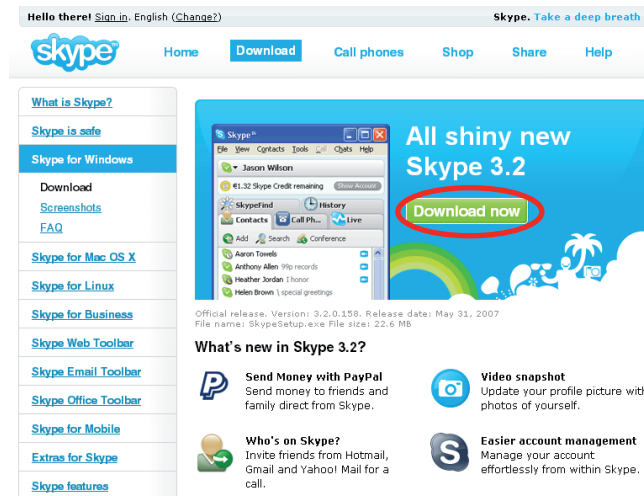 Hello there! Sign in. English (Change?)
Skype. Take a deep breath
skype
Home
Download
Call phones
Shop
Share
Help
What is Skype?
Skype is safe
Skype for Windows
Download
Screenshots
FAQ
Skype for Mac OS X
Skype for Linux
Skype for Business
Skype Web Toolbar
Skype Email Toolbar
Skype Office Toolbar
Skype for Mobile
Extras for Skype
Skype features
Skype™
File View Contacts Tools Call Chats Help
Jason Wilson
€1.32 Skype Credit remaining
Show Account
SkypeFind
History
Contacts
Call Ph...
Live
Add
Search
Conference
Aaron Towels
Anthony Allen 99p records
Heather Jordan I honor
Helen Brown \ special greetings
All shiny new
Skype 3.2
Download now
Official release. Version: 3.2.0.158. Release date: May 31, 2007
File name: SkypeSetup.exe File size: 22.6 MB
What's new in Skype 3.2?
Send Money with PayPal
Send money to friends and
family direct from Skype.
Video snapshot
Update your profile picture with
photos of yourself.
Who's on Skype?
Invite friends from Hotmail,
Gmail and Yahoo! Mail for a
call.
S
Easier account management
Manage your account
effortlessly from within Skype.